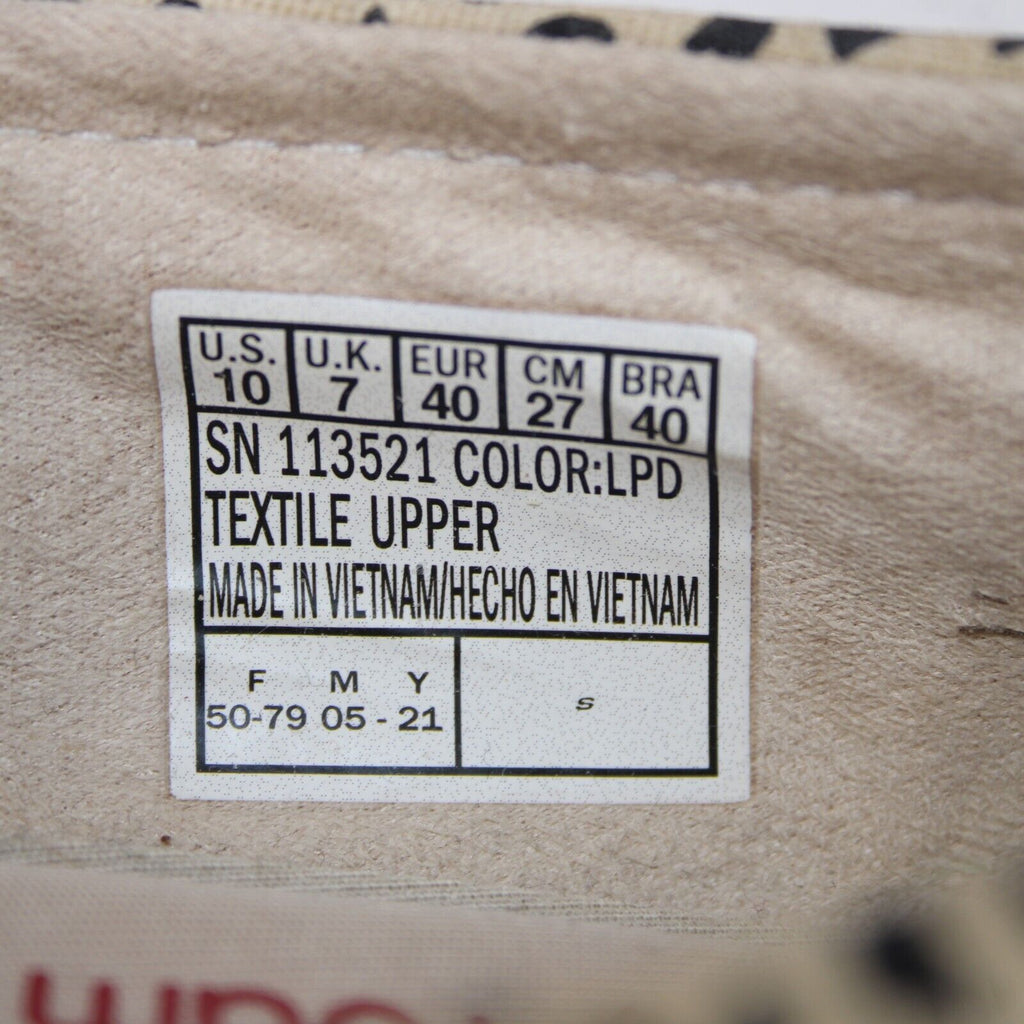 U.S. U.K. EUR CM BRA
10 7 40 27 40
SN 113521 COLOR:LPD
TEXTILE UPPER
MADE IN VIETNAM/HECHO EN VIETNAM
F M Y
50-79 05 - 21
s